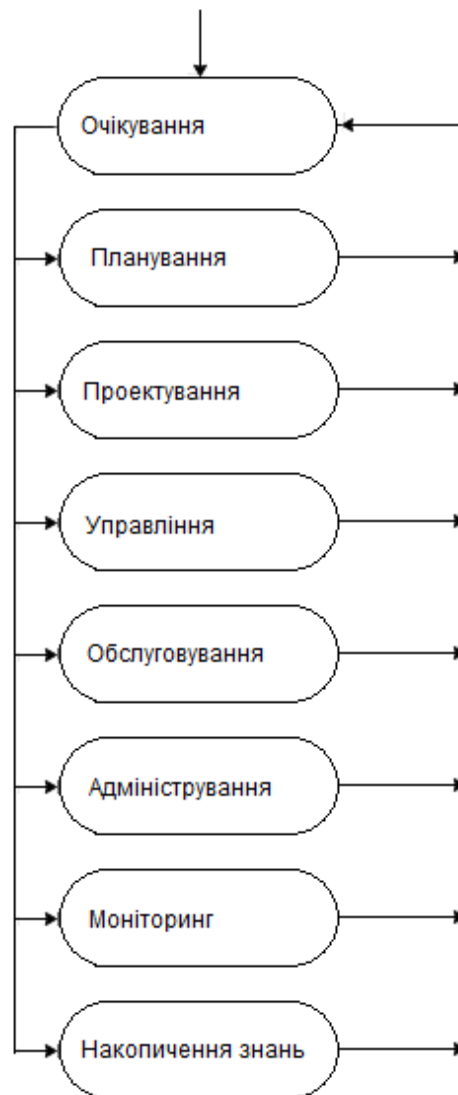 Очікування
Планування
Проектування
Управління
Обслуговування
Адміністрування
Моніторинг
Накопичення знань